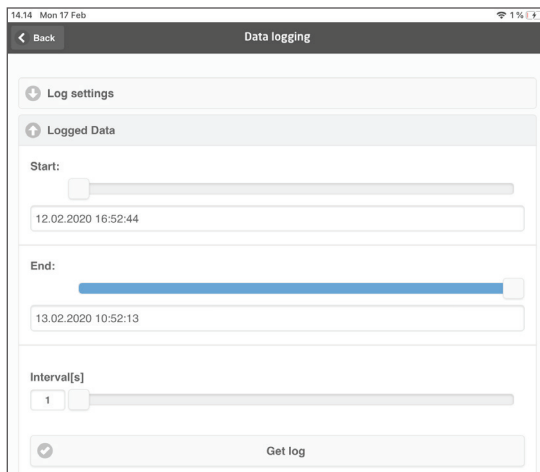 14.14 Mon 17 Feb 1%
Back Data logging
Log settings
Logged Data
Start:
12.02.2020 16:52:44
End:
13.02.2020 10:52:13
Interval[s]
1
Get log